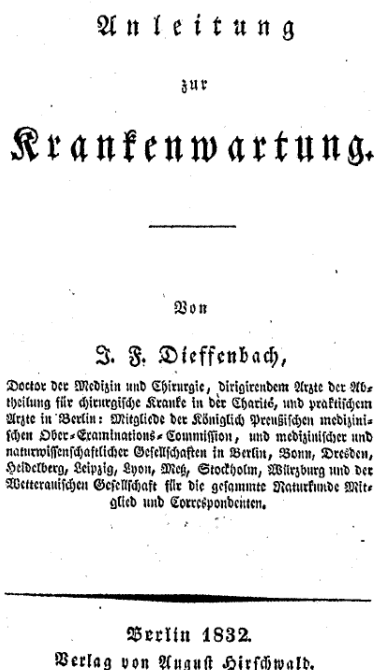 Anleitung
zur
Krankenwartung.
Von
J. F. Dieffenbach,
Doctor der Medizin und Chirurgie, dirigirendem Arzte der Ab-
theilung für chirurgische Kranke in der Charité, und praktischem
Arzte in Berlin: Mitgliede der Königlich Preußischen medizini-
schen Ober-Examinations-Commission, und medizinischer und
naturwissenschaftlicher Gesellschaften in Berlin, Bonn, Dresden,
Heidelberg, Leipzig, Lyon, Metz, Stockholm, Würzburg und der
Wetterauischen Gesellschaft für die gesammte Naturkunde Mit-
glied und Correspondenten.
Berlin 1832.
Verlag von August Hirschwald.